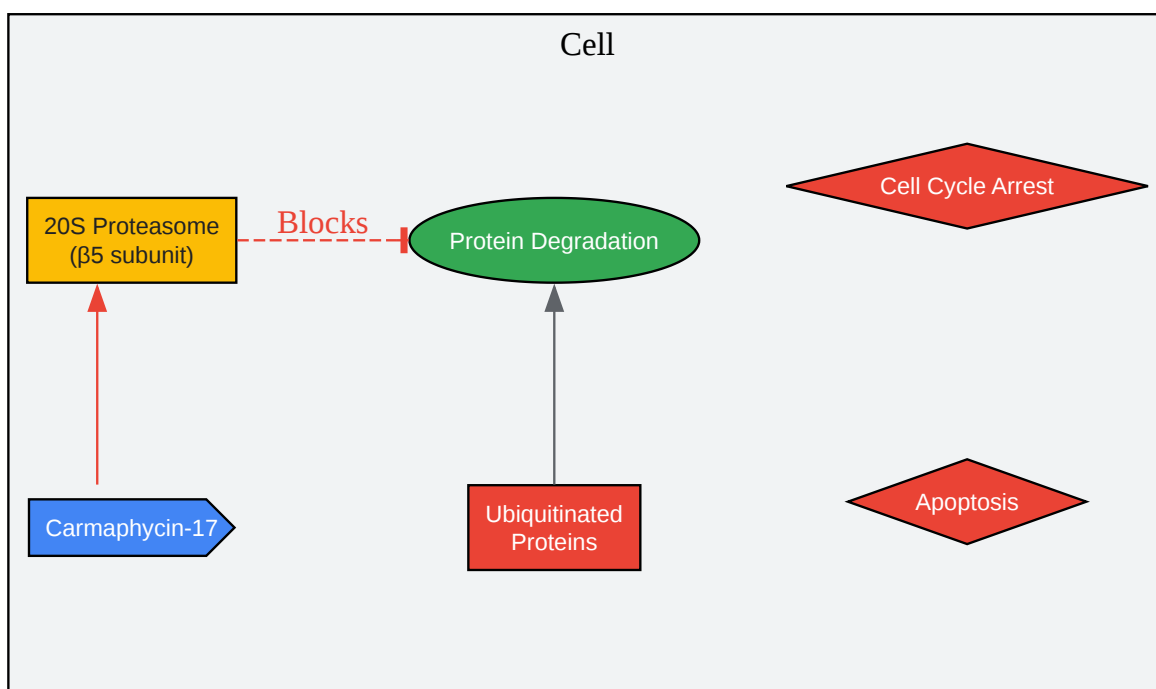 Cell
Cell Cycle Arrest
20S Proteasome
(β5 subunit)
Blocks
Protein Degradation
Carmaphycin-17
Ubiquitinated
Proteins
Apoptosis